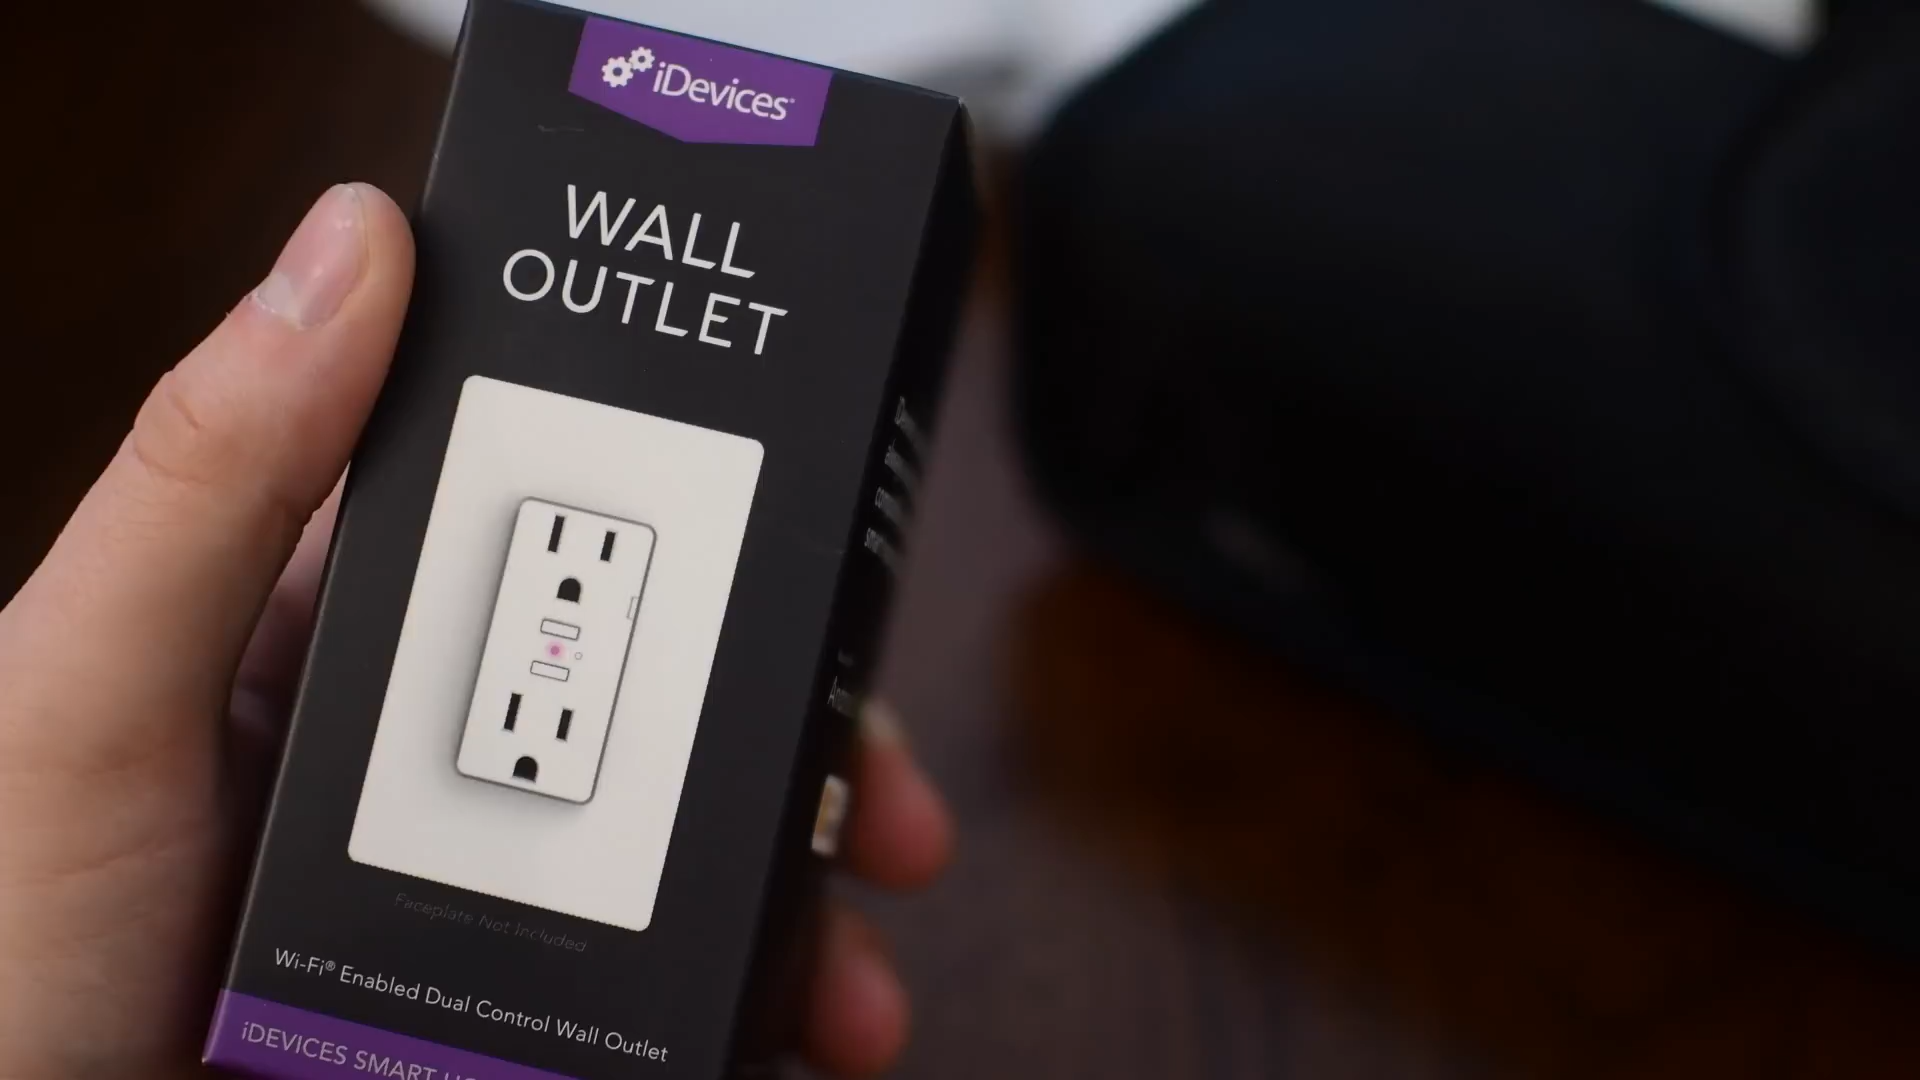 iDevices
WALL
OUTLET
Faceplate Not Included
Wi-Fi® Enabled Dual Control Wall Outlet
iDEVICES SMART